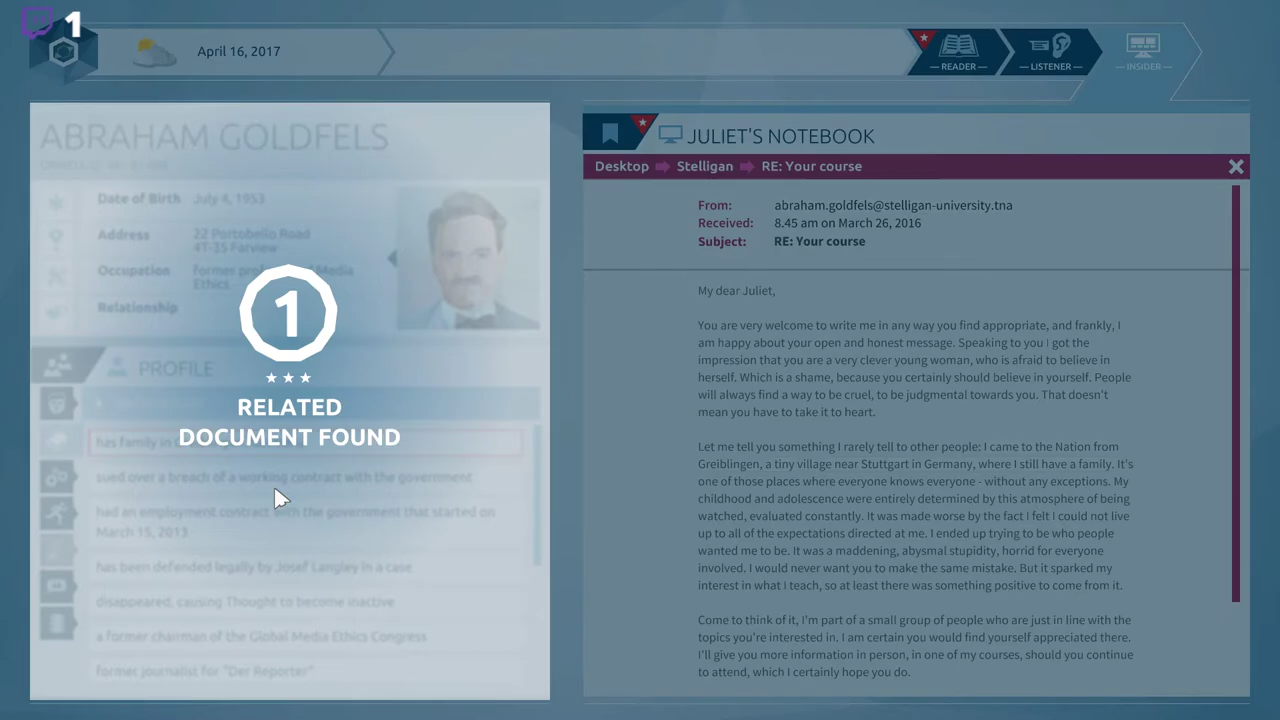 1
April 16, 2017
READER
LISTENER
INSIDER
ABRAHAM GOLDFELS
Date of Birth July 4, 1953
Address 22 Portobello Road
4T-35 Farview
Occupation former Media
Ethics
Relationship
PROFILE
has family in
sued over a breach of a working contract with the government
had an employment contract with the government that started on
March 15, 2013
has been defended legally by Josef Langley in a case
disappeared, causing Thought to become inactive
a former chairman of the Global Media Ethics Congress
former journalist for "Der Reporter"
1
RELATED
DOCUMENT FOUND
JULIET'S NOTEBOOK
Desktop Stelligan RE: Your course
From: abraham.goldfels@stelligan-university.tna
Received: 8.45 am on March 26, 2016
Subject: RE: Your course
My dear Juliet,
You are very welcome to write me in any way you find appropriate, and frankly, I
am happy about your open and honest message. Speaking to you I got the
impression that you are a very clever young woman, who is afraid to believe in
herself. Which is a shame, because you certainly should believe in yourself. People
will always find a way to be cruel, to be judgmental towards you. That doesn't
mean you have to take it to heart.
Let me tell you something I rarely tell to other people: I came to the Nation from
Greiblingen, a tiny village near Stuttgart in Germany, where I still have a family. It's
one of those places where everyone knows everyone - without any exceptions. My
childhood and adolescence were entirely determined by this atmosphere of being
watched, evaluated constantly. It was made worse by the fact I felt I could not live
up to all of the expectations directed at me. I ended up trying to be who people
wanted me to be. It was a maddening, abysmal stupidity, horrid for everyone
involved. I would never want you to make the same mistake. But it sparked my
interest in what I teach, so at least there was something positive to come from it.
Come to think of it, I'm part of a small group of people who are just in line with the
topics you're interested in. I am certain you would find yourself appreciated there.
I'll give you more information in person, in one of my courses, should you continue
to attend, which I certainly hope you do.